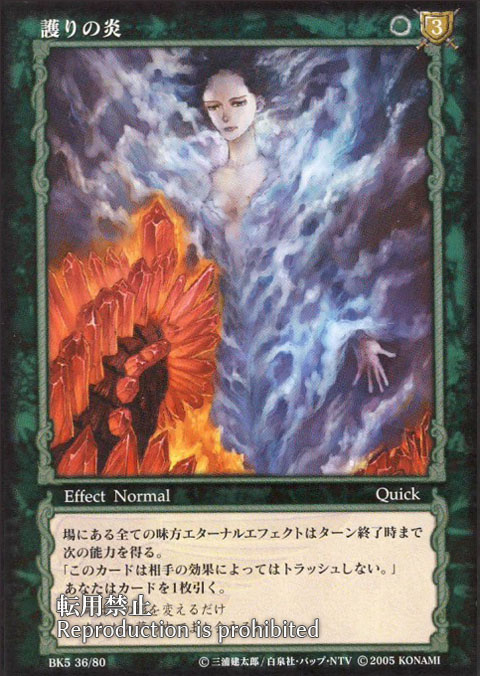 護りの炎
3
Effect Normal Quick
場にある全ての味方エターナルエフェクトはターン終了時まで
次の能力を得る。
「このカードは相手の効果によってはトラッシュしない。」
あなたはカードを1枚引く。
を変えるだけ
転用禁止
Reproduction is prohibited
BK5 36/80 ©三浦建太郎/白泉社・バップ・NTV ©2005 KONAMI